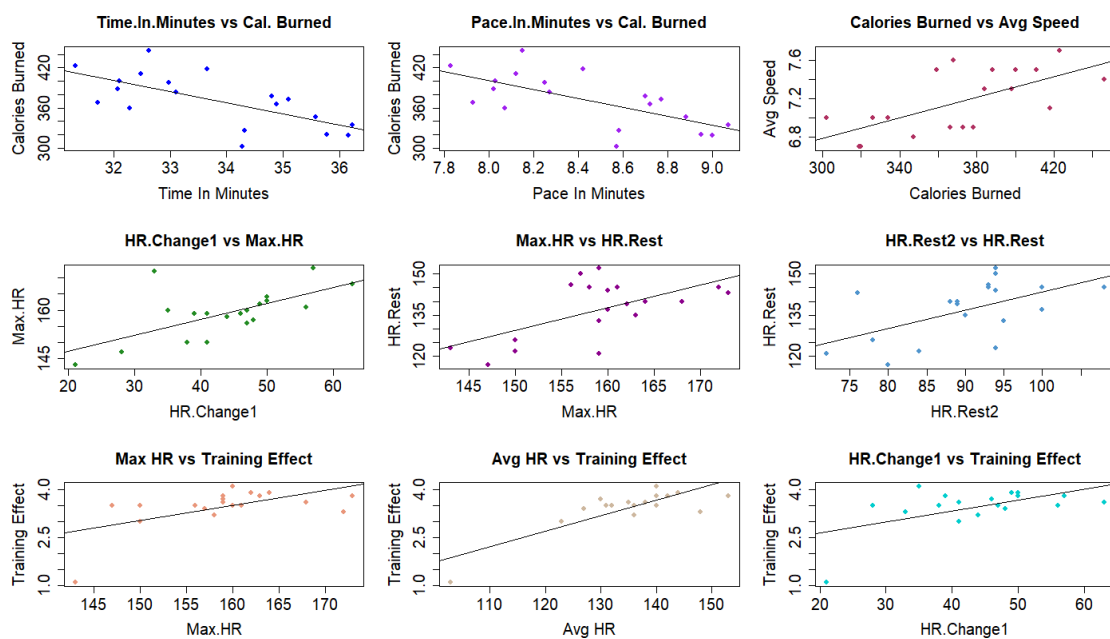 Time.In.Minutes vs Cal. Burned
Calories Burned
300 360 420
32 33 34 35 36
Time In Minutes
Pace.In.Minutes vs Cal. Burned
Calories Burned
300 360 420
7.8 8.0 8.2 8.4 8.6 8.8 9.0
Pace In Minutes
Calories Burned vs Avg Speed
Avg Speed
6.8 7.2 7.6
300 340 380 420
Calories Burned
HR.Change1 vs Max.HR
Max.HR
145 160
20 30 40 50 60
HR.Change1
Max.HR vs HR.Rest
HR.Rest
120 135 150
145 150 155 160 165 170
Max.HR
HR.Rest2 vs HR.Rest
HR.Rest
120 135 150
75 80 85 90 95 100
HR.Rest2
Max HR vs Training Effect
Training Effect
1.0 2.5 4.0
145 150 155 160 165 170
Max.HR
Avg HR vs Training Effect
Training Effect
1.0 2.5 4.0
110 120 130 140 150
Avg HR
HR.Change1 vs Training Effect
Training Effect
1.0 2.5 4.0
20 30 40 50 60
HR.Change1